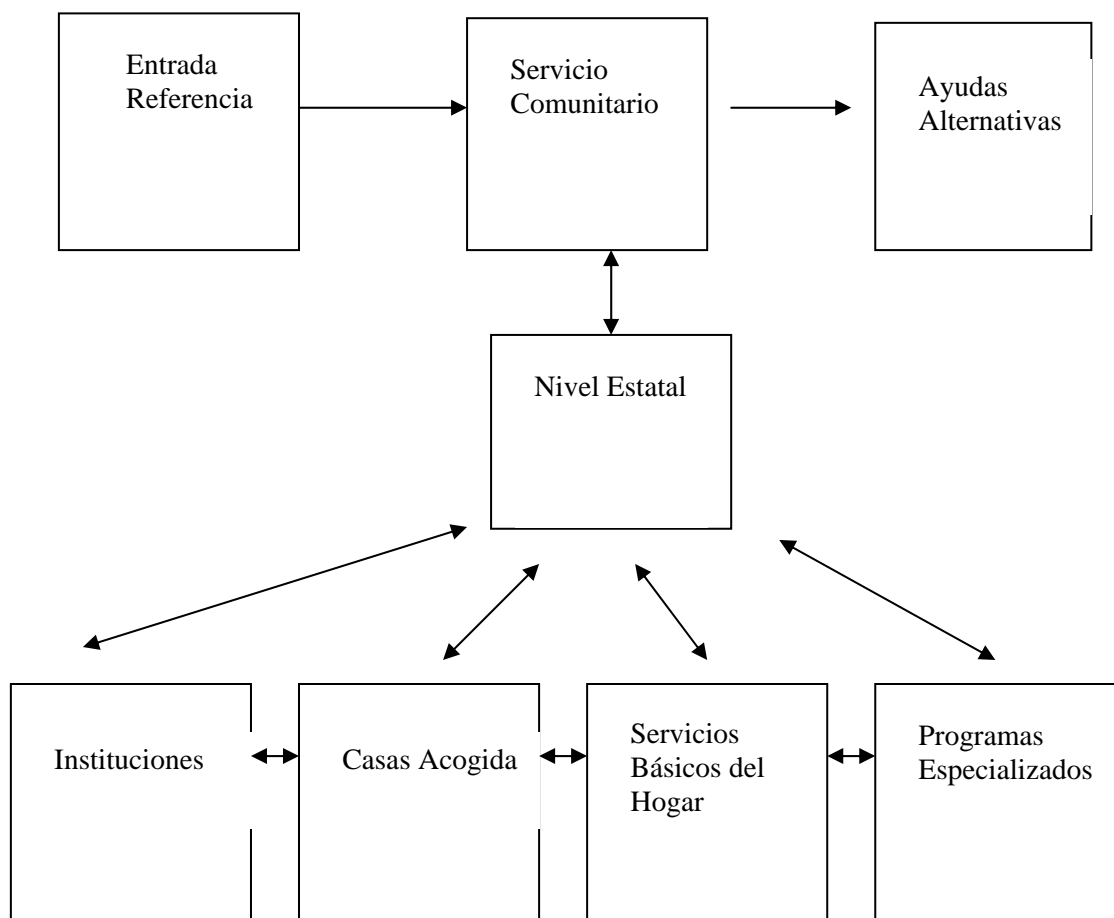 Entrada
Referencia
Servicio
Comunitario
Ayudas
Alternativas
Nivel Estatal
Instituciones
Casas Acogida
Servicios
Básicos del
Hogar
Programas
Especializados